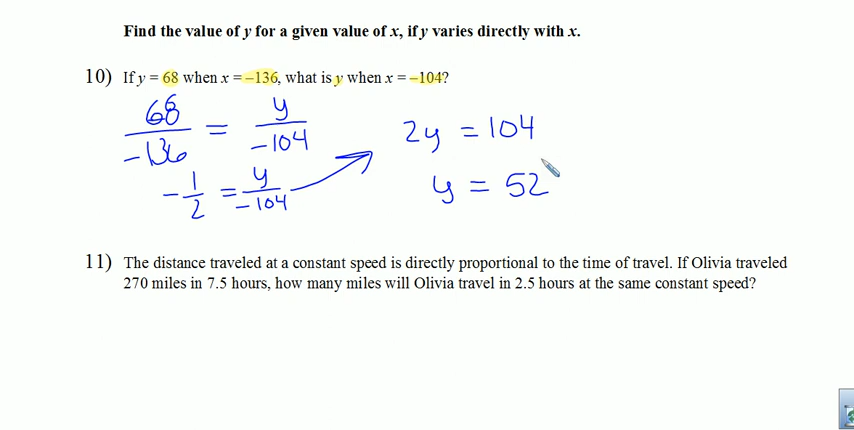 Find the value of y for a given value of x, if y varies directly with x.
10) If y = 68 when x = −136, what is y when x = −104?
68/−136 = y/−104
2y = 104
−1/2 = y/−104
y = 52
11) The distance traveled at a constant speed is directly proportional to the time of travel. If Olivia traveled
270 miles in 7.5 hours, how many miles will Olivia travel in 2.5 hours at the same constant speed?